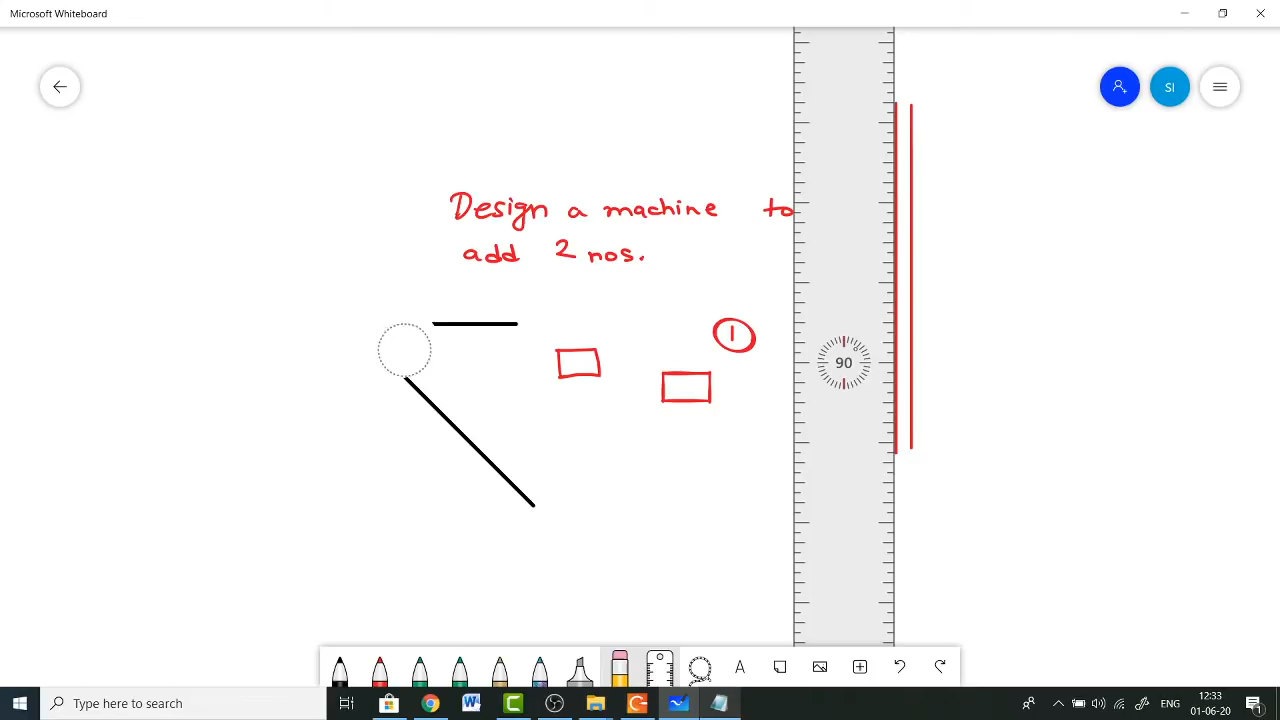 Microsoft Whiteboard
SI
Design a machine to
add 2 nos.
1
90
A
Type here to search
ENG
12:33
01-06-20